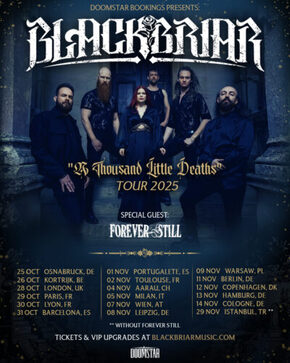 DOOMSTAR BOOKINGS PRESENTS:
BLACKBRIAR
"A Thousand Little Deaths"
TOUR 2025
SPECIAL GUEST:
FOREVER STILL
25 OCT OSNABRUCK, DE
26 OCT KORTRIJK, BE
28 OCT LONDON, UK
29 OCT PARIS, FR
30 OCT LYON, FR
31 OCT BARCELONA, ES
01 NOV PORTUGALETE, ES
02 NOV TOULOUSE, FR
04 NOV AARAU, CH
05 NOV MILAN, IT
07 NOV WIEN, AT
08 NOV LEIPZIG, DE
09 NOV WARSAW, PL
11 NOV BERLIN, DE
12 NOV COPENHAGEN, DK
13 NOV HAMBURG, DE
14 NOV COLOGNE, DE
29 NOV ISTANBUL, TR **
** WITHOUT FOREVER STILL
TICKETS & VIP UPGRADES AT BLACKBRIARMUSIC.COM
DOOMSTAR